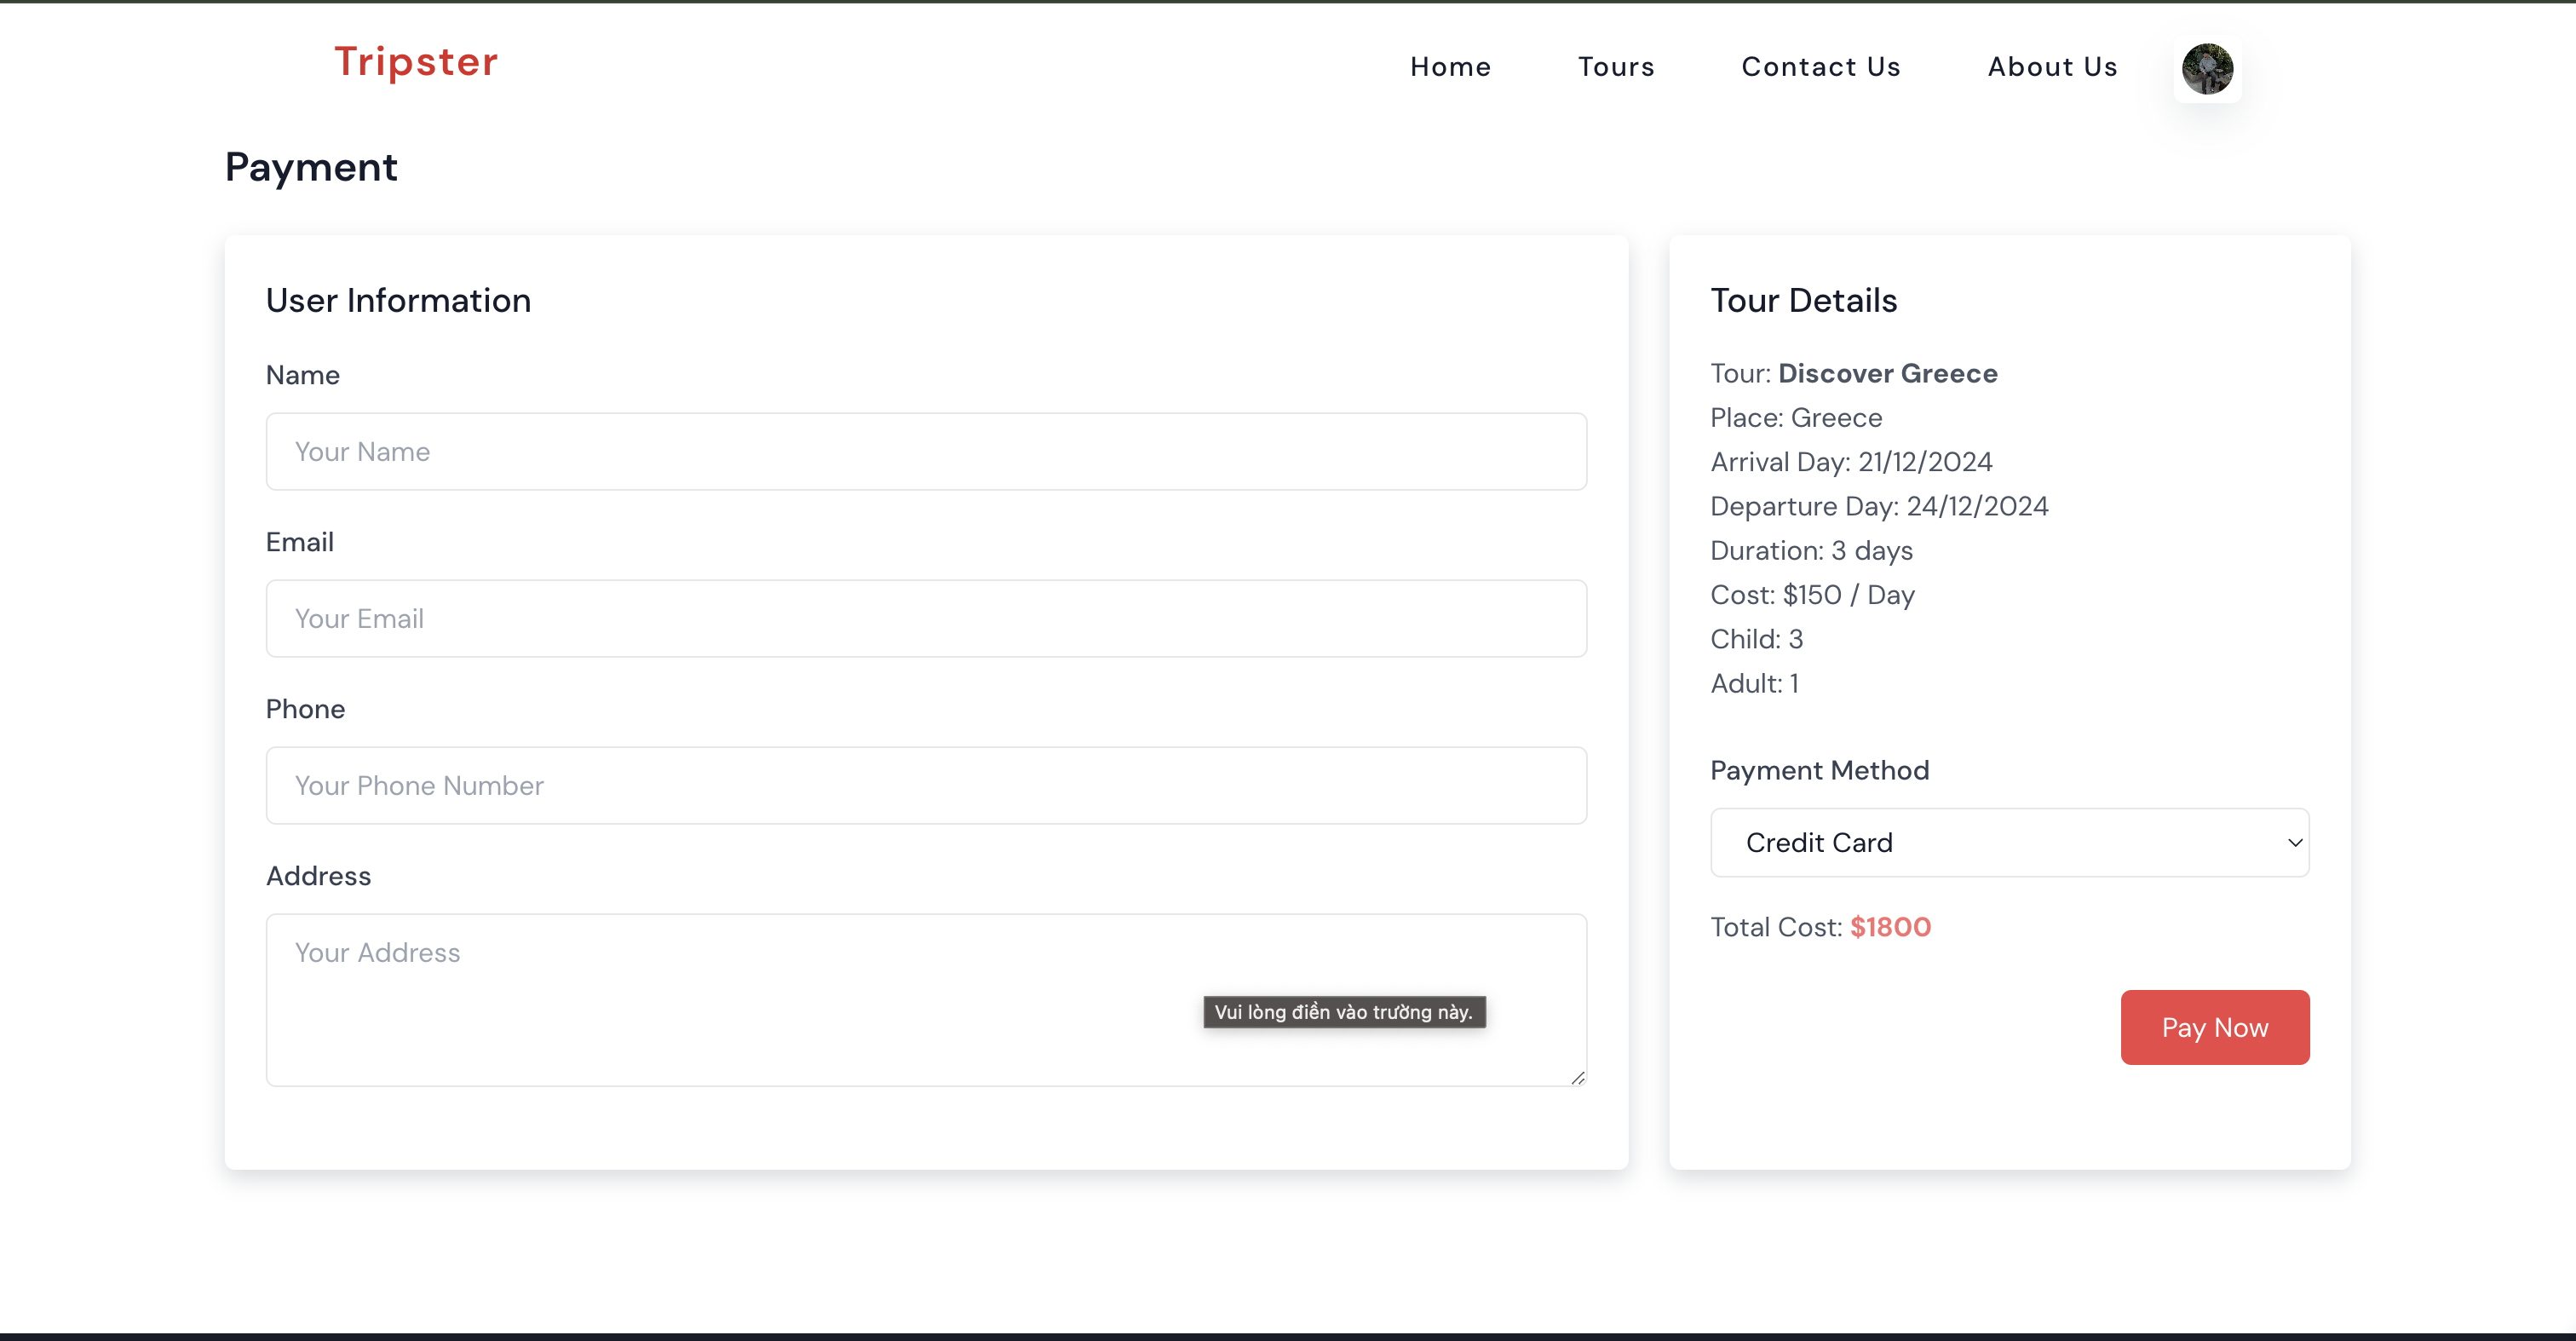 Tripster
Home
Tours
Contact Us
About Us
Payment
User Information
Name
Your Name
Email
Your Email
Phone
Your Phone Number
Address
Your Address
Vui lòng điền vào trường này.
Tour Details
Tour: Discover Greece
Place: Greece
Arrival Day: 21/12/2024
Departure Day: 24/12/2024
Duration: 3 days
Cost: $150 / Day
Child: 3
Adult: 1
Payment Method
Credit Card
Total Cost: $1800
Pay Now